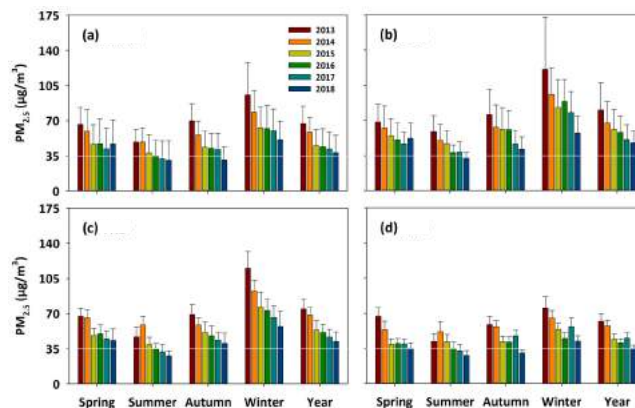 175
140
105
70
35
0
PM2.5 (µg/m³)
(a)
2013
2014
2015
2016
2017
2018
(b)
175
140
105
70
35
0
PM2.5 (µg/m³)
(c)
(d)
Spring Summer Autumn Winter Year
Spring Summer Autumn Winter Year